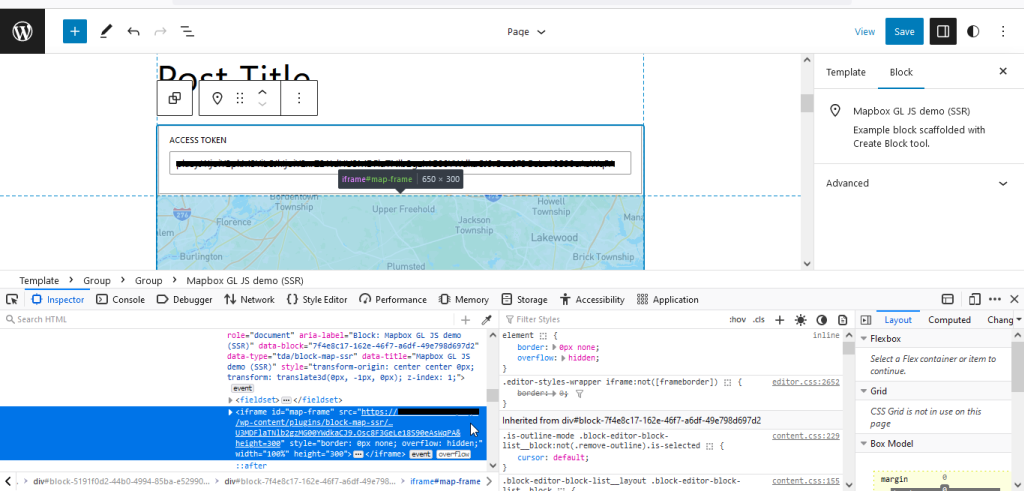 Page
View
Save
Post Title
Template
Block
Mapbox GL JS demo (SSR)
Example block scaffolded with
Create Block tool.
Advanced
ACCESS TOKEN
iframe#map-frame 650 × 300
276
Florence
Bordentown
Township
Upper Freehold
Jackson
Township
Howell
Township
Lakewood
Burlington
Plumsted
Brick Township
Template > Group > Group > Mapbox GL JS demo (SSR)
Inspector
Console
Debugger
Network
Style Editor
Performance
Memory
Storage
Accessibility
Application
Search HTML
role="document" aria-label="Block: Mapbox GL JS
demo (SSR)" data-block="7f4e8c17-162e-46f7-a6df-49e798d697d2"
data-type="tda/block-map-ssr" data-title="Mapbox GL JS
demo (SSR)" style="transform-origin: center center 0px;
transform: translate3d(0px, -1px, 0px); z-index: 1;">
event
<fieldset> </fieldset>
<iframe id="map-frame" src="https://
/wp-content/plugins/block-map-ssr/…
height=300" style="border: 0px none; overflow: hidden;"
width="100%" height="300"> </iframe> event overflow
::after
div#block-5191f0d2-44b0-4994-85ba-e52990… > div#block-7f4e8c17-162e-46f7-a6df-49e798… > iframe#map-frame
Filter Styles
:hov .cls
element { inline
border: 0px none;
overflow: hidden;
}
.editor-styles-wrapper iframe:not([frameborder]) { editor.css:2652
border: 0;
}
Inherited from div#block-7f4e8c17-162e-46f7-a6df-49e798d697d2
.is-outline-mode .block-editor-block- content.css:229
list__block:not(.remove-outline).is-selected {
cursor: default;
}
.block-editor-block-list__layout .block-editor-block- content.css:155
list__block {
Layout
Computed
Chang
Flexbox
Select a Flex container or item to
continue.
Grid
CSS Grid is not in use on this
page
Box Model
margin 0